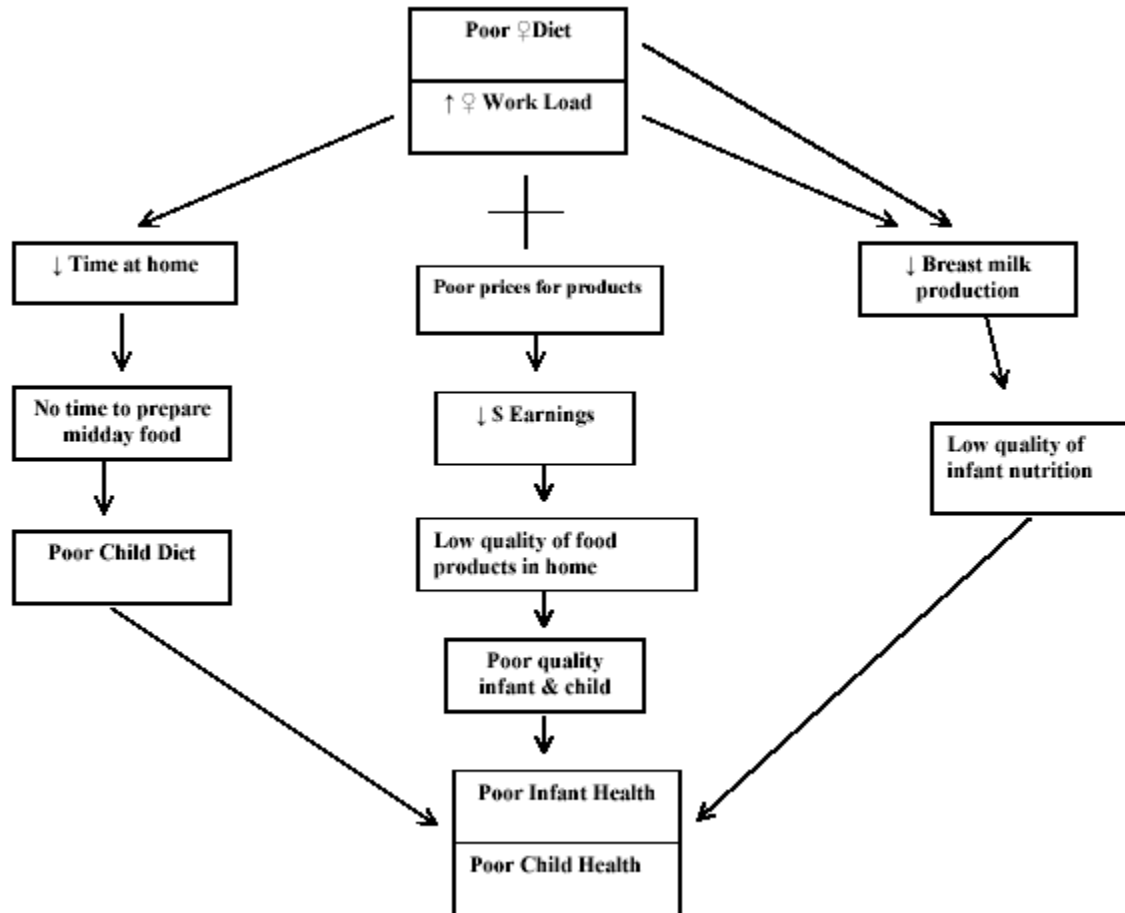 Poor ♀Diet
↑ ♀ Work Load
↓ Time at home
Poor prices for products
↓ Breast milk
production
No time to prepare
midday food
↓ S Earnings
Low quality of
infant nutrition
Poor Child Diet
Low quality of food
products in home
Poor quality
infant & child
Poor Infant Health
Poor Child Health